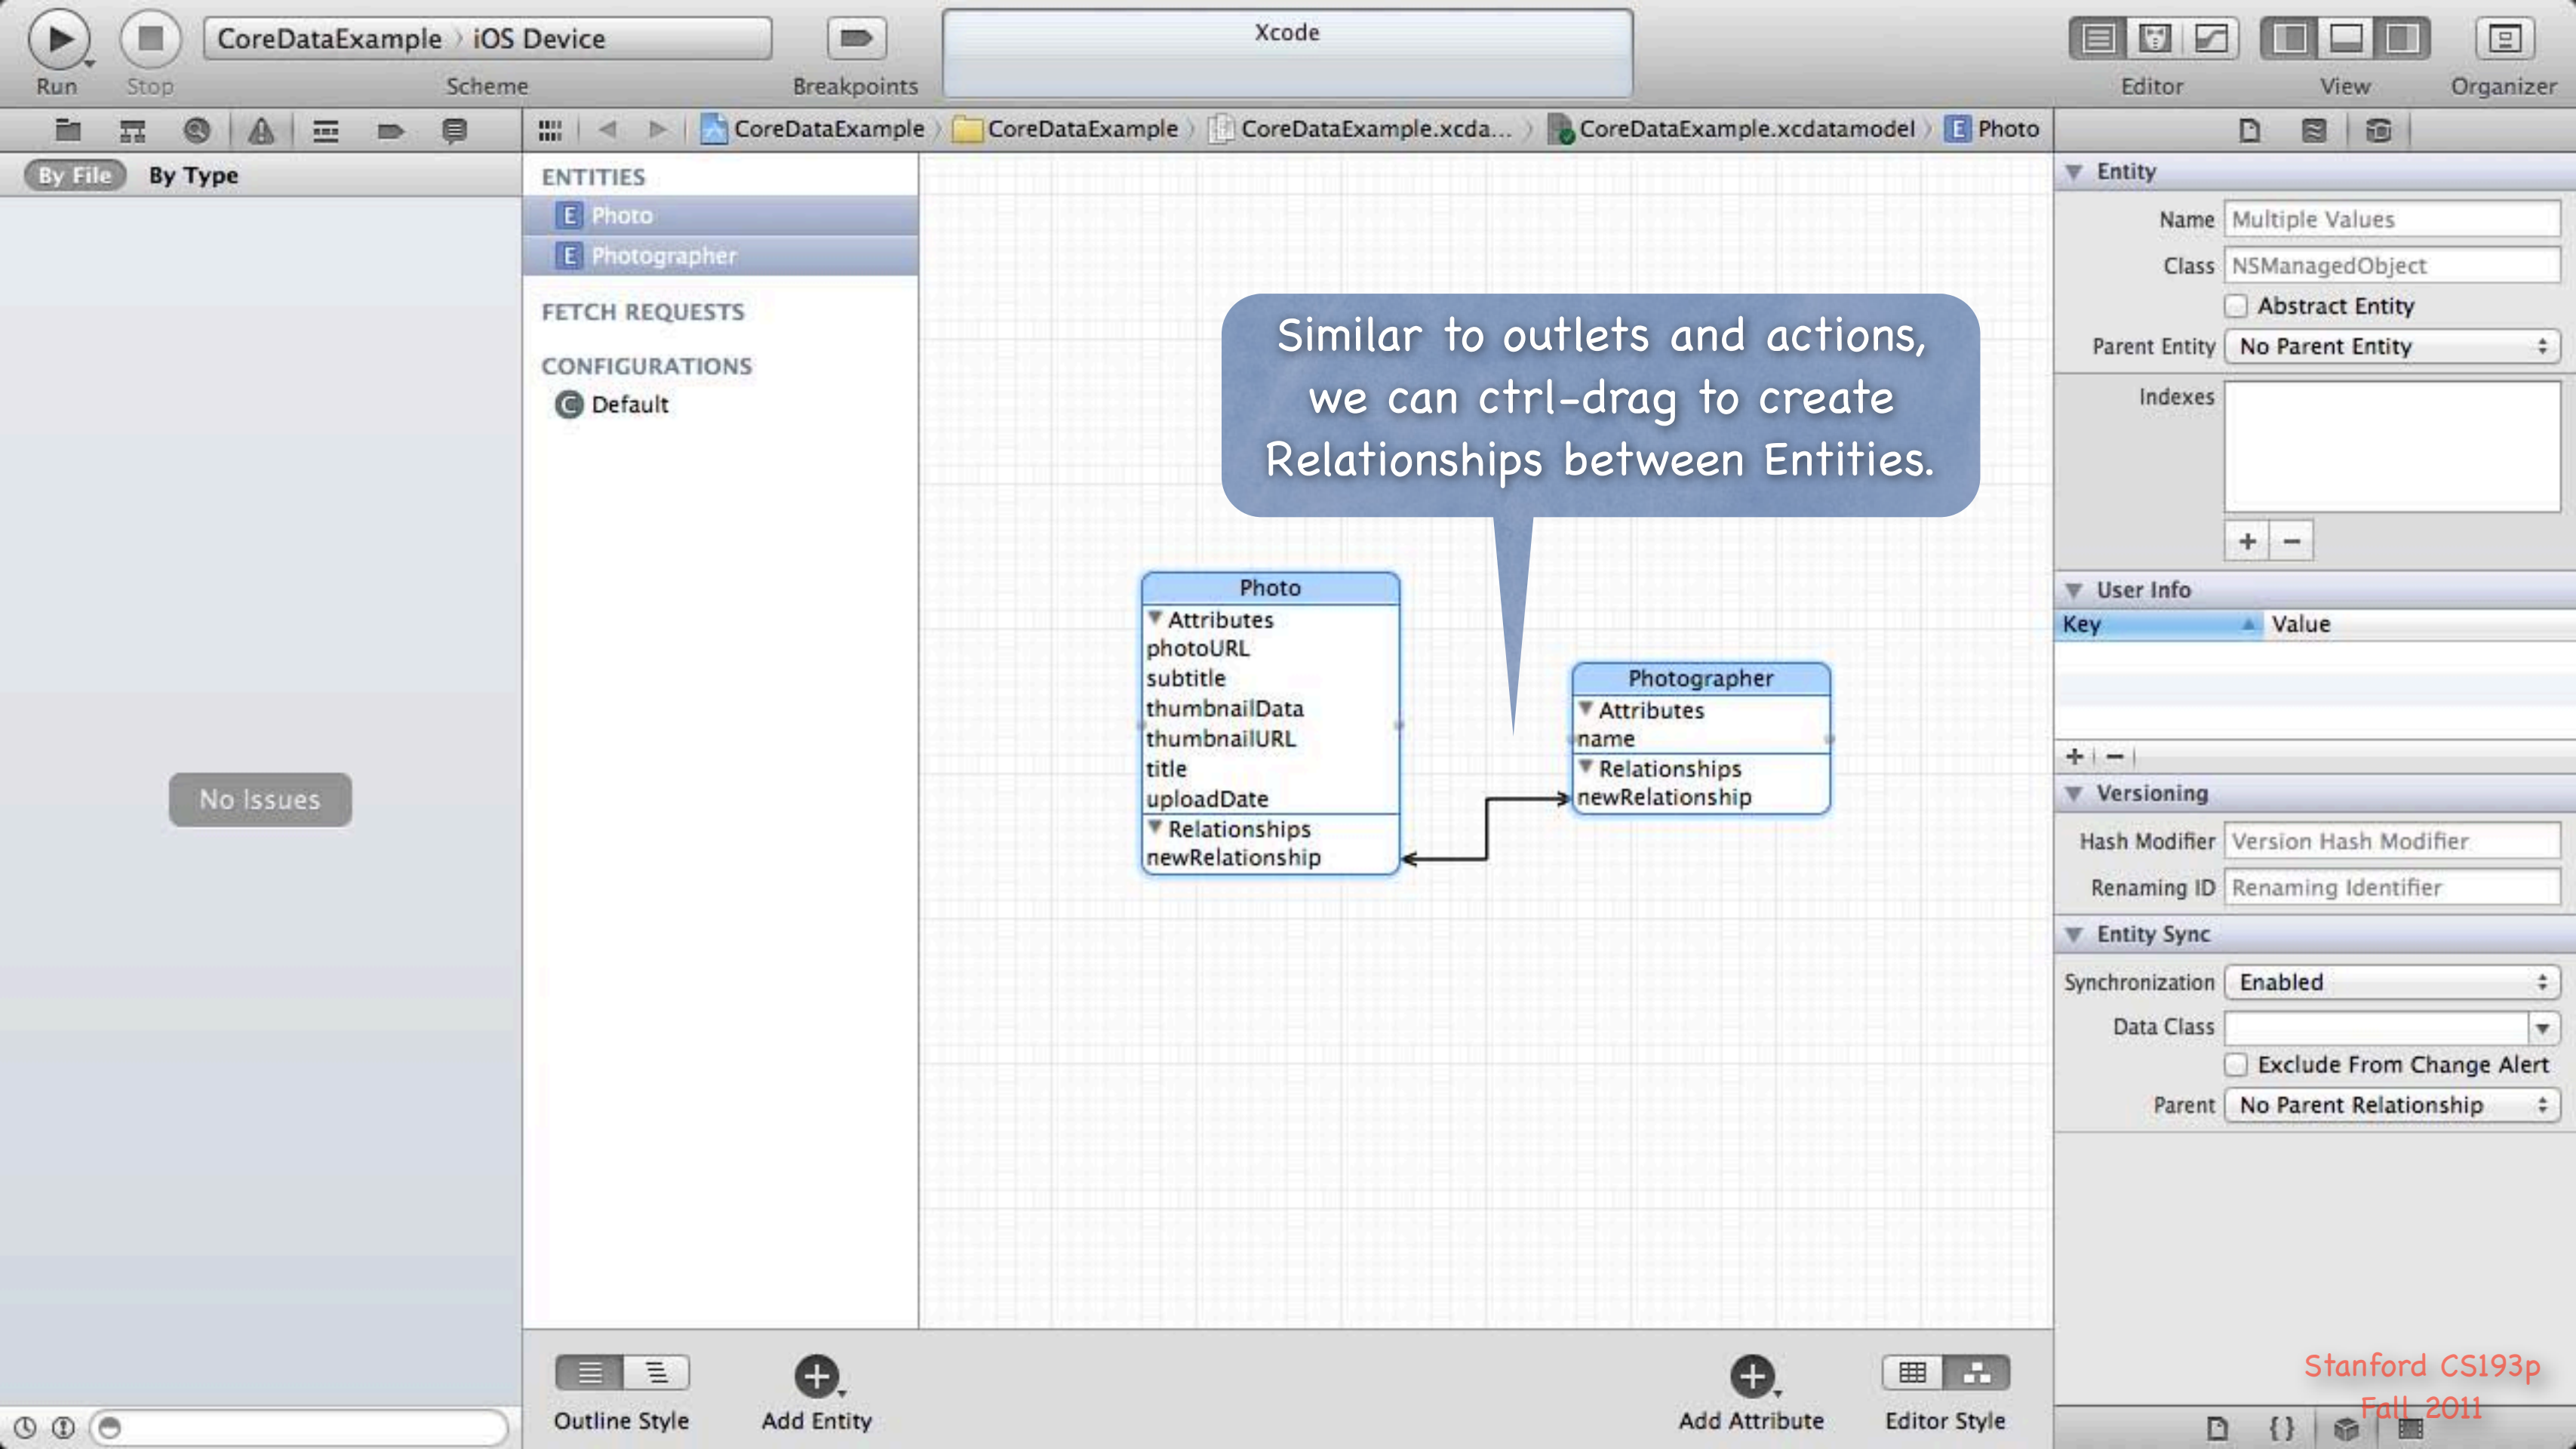 CoreDataExample iOS Device
Xcode
Run
Stop
Scheme
Breakpoints
Editor
View
Organizer
CoreDataExample
CoreDataExample
CoreDataExample.xcda...
CoreDataExample.xcdatamodel
E Photo
By File
By Type
No Issues
ENTITIES
E Photo
E Photographer
FETCH REQUESTS
CONFIGURATIONS
C Default
Similar to outlets and actions,
we can ctrl-drag to create
Relationships between Entities.
Photo
Attributes
photoURL
subtitle
thumbnailData
thumbnailURL
title
uploadDate
Relationships
newRelationship
Photographer
Attributes
name
Relationships
newRelationship
Outline Style
Add Entity
Add Attribute
Editor Style
Entity
Name Multiple Values
Class NSManagedObject
Abstract Entity
Parent Entity No Parent Entity
Indexes
User Info
Key Value
Versioning
Hash Modifier Version Hash Modifier
Renaming ID Renaming Identifier
Entity Sync
Synchronization Enabled
Data Class
Exclude From Change Alert
Parent No Parent Relationship
Stanford CS193p
Fall 2011